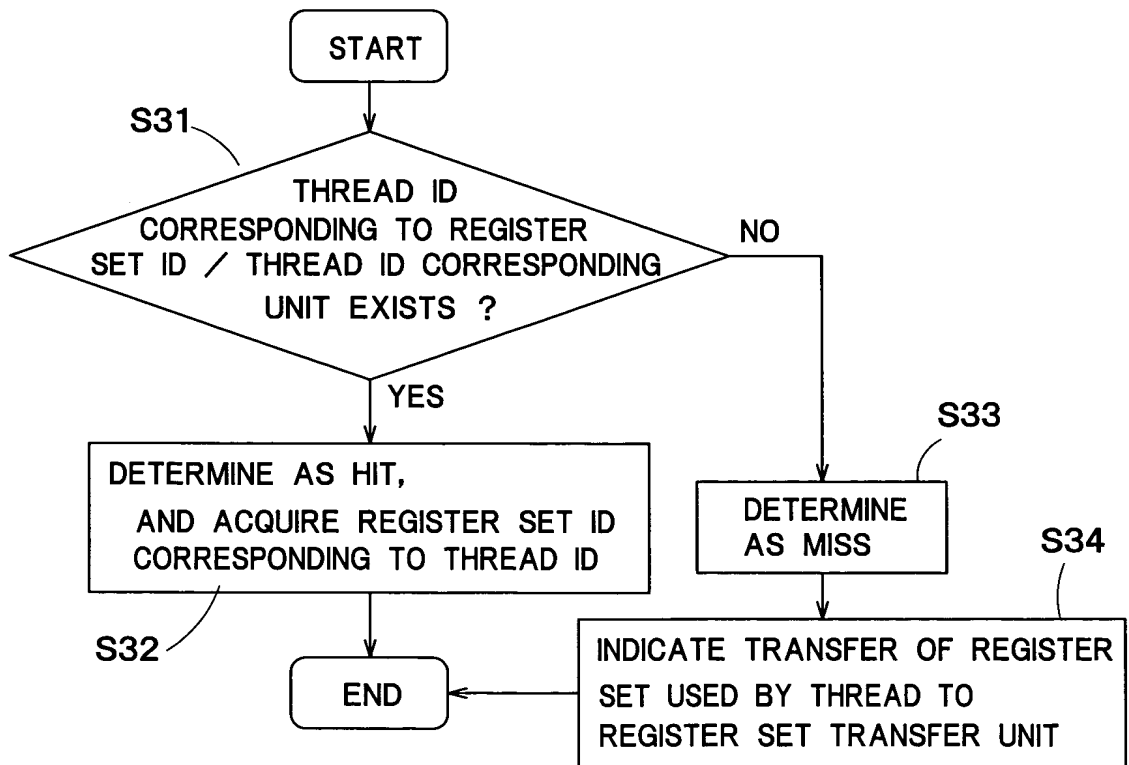 START
S31
THREAD ID
CORRESPONDING TO REGISTER
SET ID / THREAD ID CORRESPONDING
UNIT EXISTS ?
NO
YES
S33
DETERMINE AS HIT,
AND ACQUIRE REGISTER SET ID
CORRESPONDING TO THREAD ID
DETERMINE
AS MISS
S34
S32
INDICATE TRANSFER OF REGISTER
SET USED BY THREAD TO
REGISTER SET TRANSFER UNIT
END